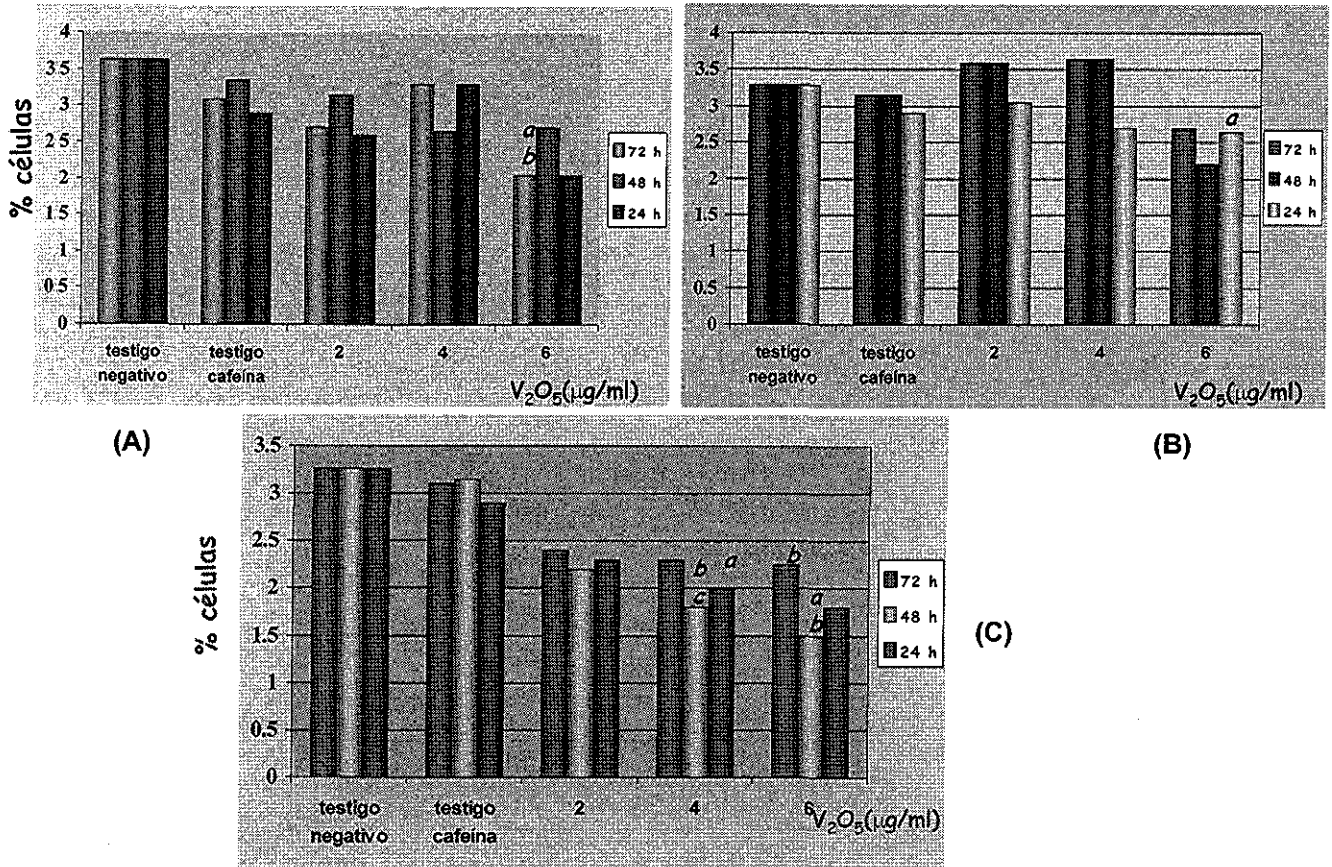 % células
4
3.5
3
2.5
2
1.5
1
0.5
0
a
b
testigo negativo
testigo cafeína
2
4
6
V₂O₅(μg/ml)
72 h
48 h
24 h
(A)
4
3.5
3
2.5
2
1.5
1
0.5
0
a
testigo negativo
testigo cafeína
2
4
6
V₂O₅(μg/ml)
72 h
48 h
24 h
(B)
% células
3.5
3
2.5
2
1.5
1
0.5
0
b
c
a
b
a
b
testigo negativo
testigo cafeína
2
4
6
V₂O₅(μg/ml)
72 h
48 h
24 h
(C)